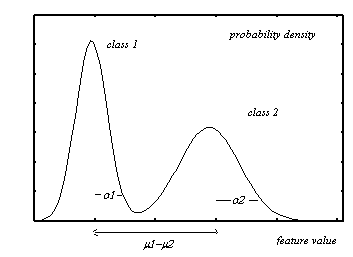 probability density
class 1
class 2
σ1
σ2
μ1-μ2
feature value